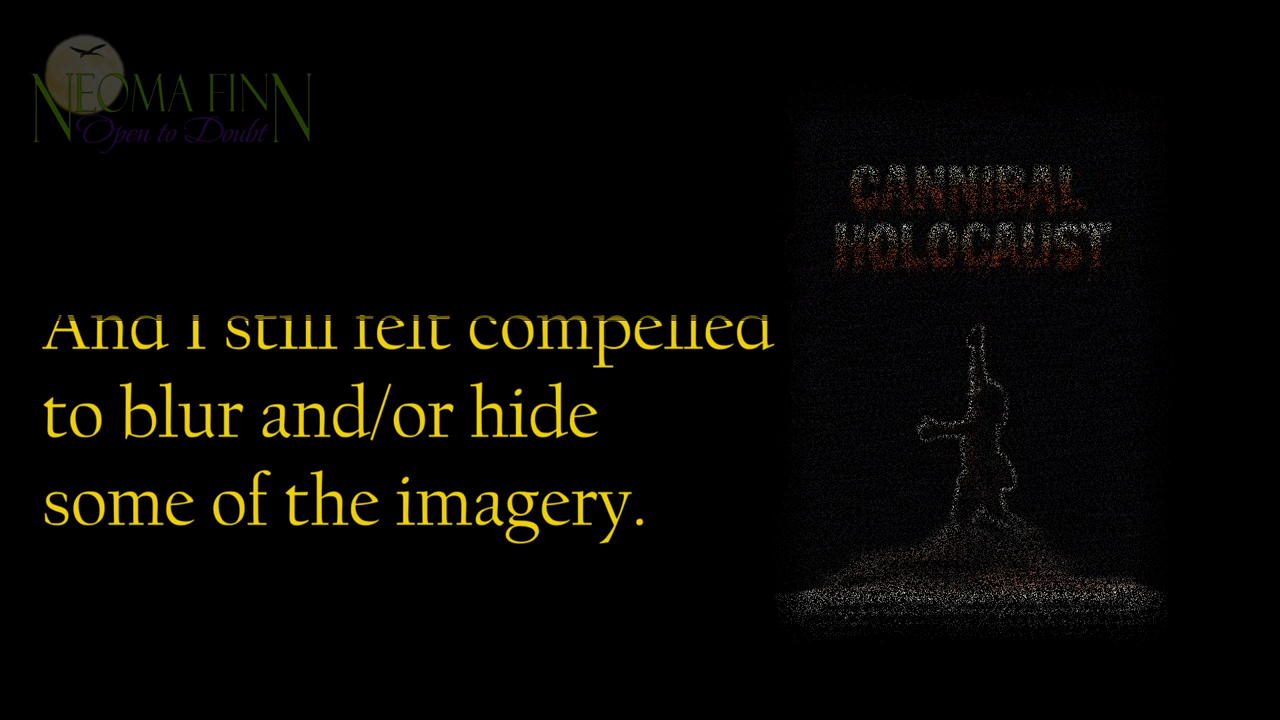 NEOMA FINN
Open to Doubt
CANNIBAL
HOLOCAUST
And I still felt compelled
to blur and/or hide
some of the imagery.